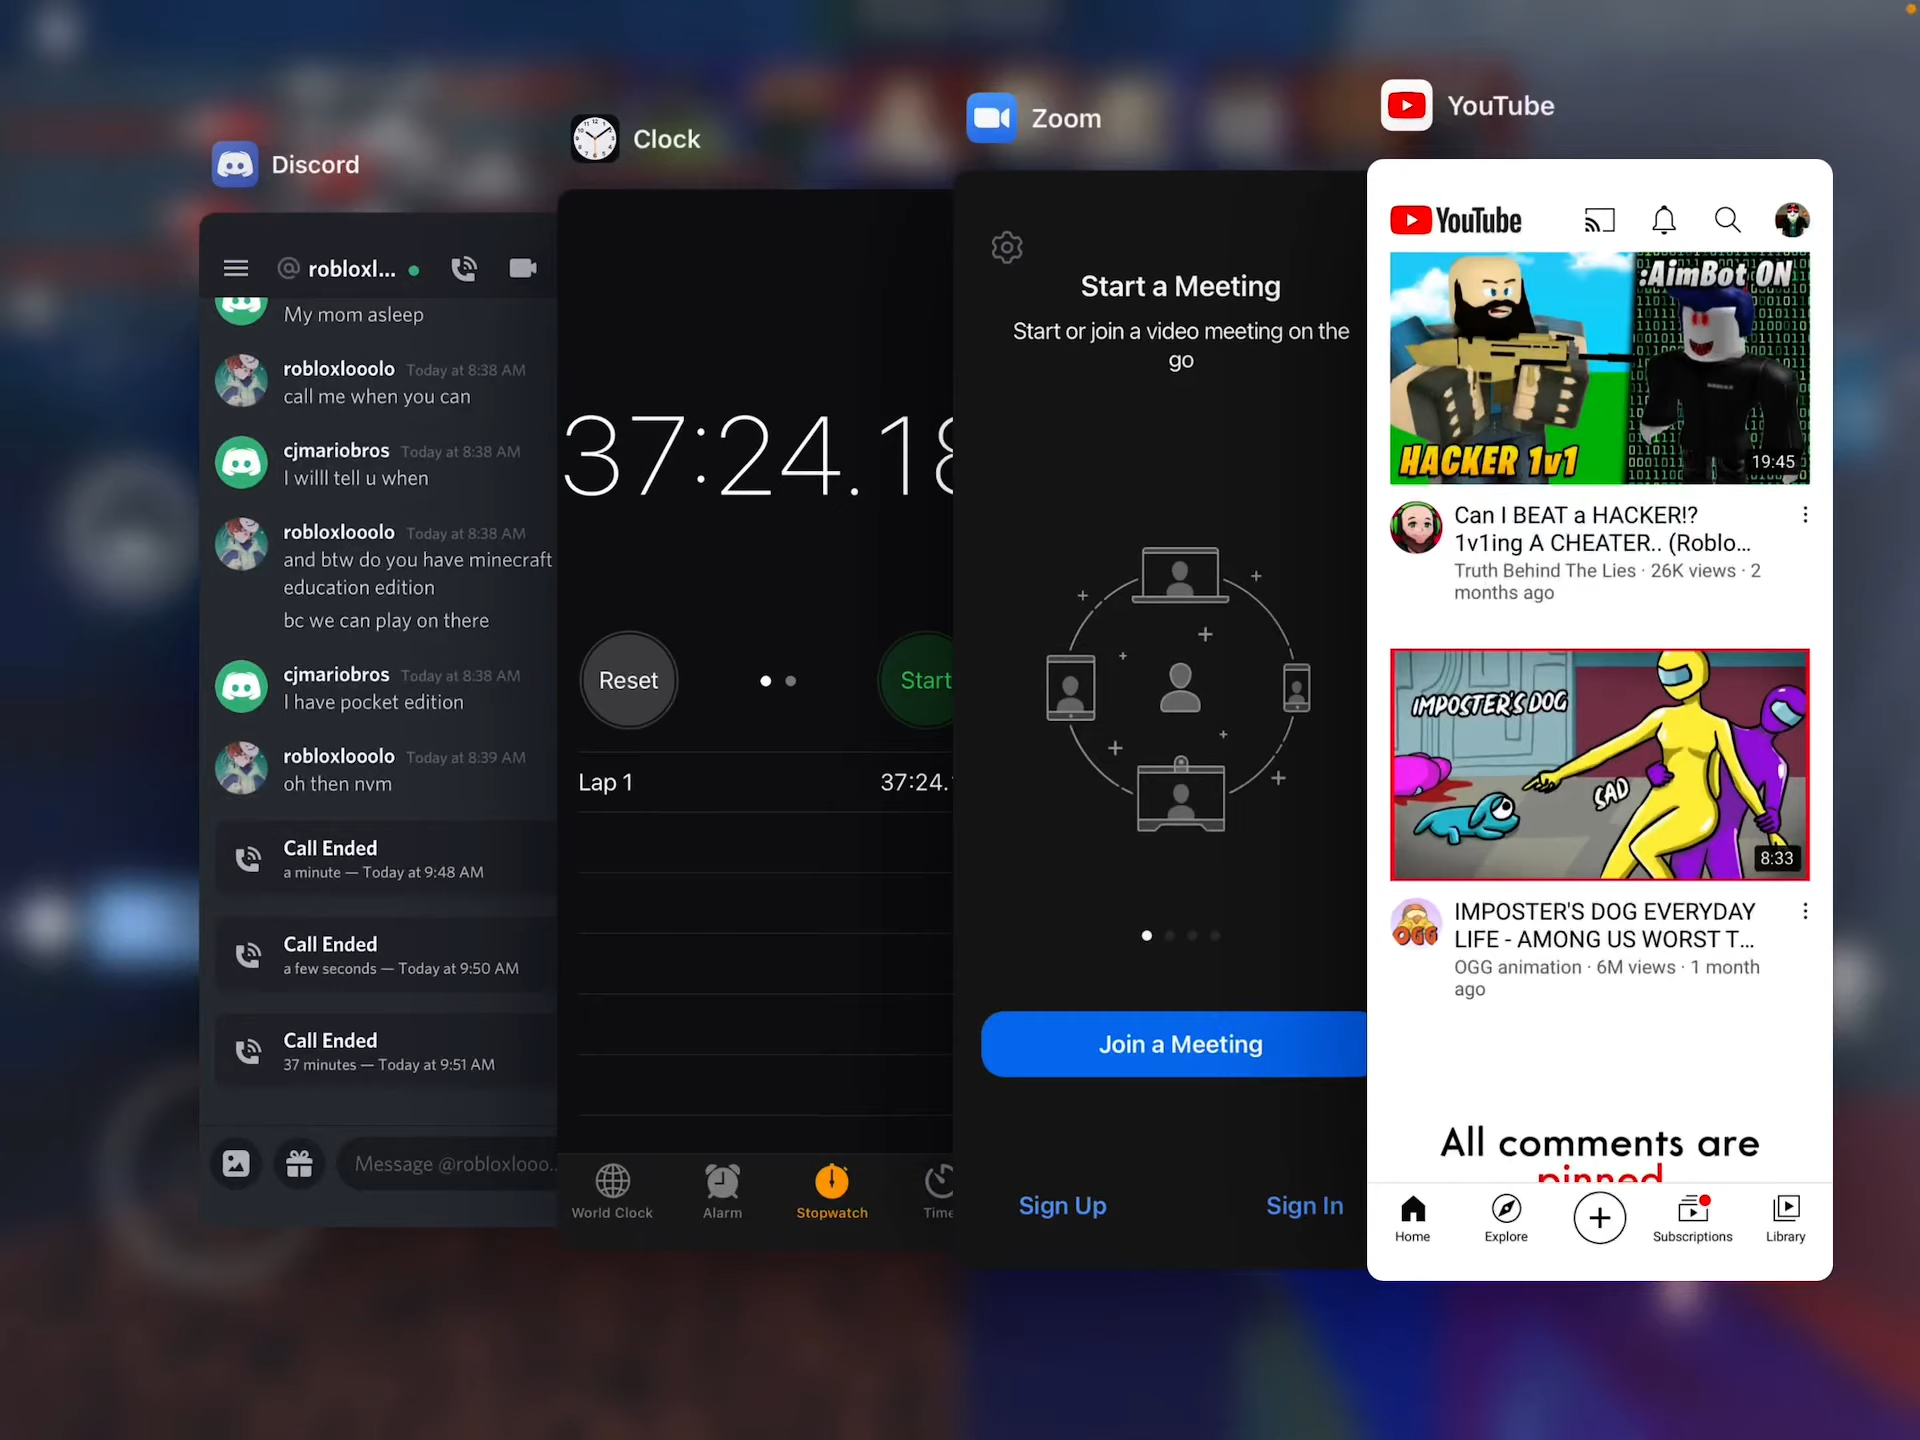 Discord
robloxl...
My mom asleep
robloxlooolo Today at 8:38 AM
call me when you can
cjmariobros Today at 8:38 AM
I willl tell u when
robloxlooolo Today at 8:38 AM
and btw do you have minecraft
education edition
bc we can play on there
cjmariobros Today at 8:38 AM
I have pocket edition
robloxlooolo Today at 8:39 AM
oh then nvm
Call Ended
a minute — Today at 9:48 AM
Call Ended
a few seconds — Today at 9:50 AM
Call Ended
37 minutes — Today at 9:51 AM
Message @robloxlooo..
Clock
37:24.18
Reset
Start
Lap 1 37:24.
World Clock Alarm Stopwatch Time
Zoom
Start a Meeting
Start or join a video meeting on the
go
Join a Meeting
Sign Up Sign In
YouTube
YouTube
:AimBot ON
HACKER 1v1
19:45
Can I BEAT a HACKER!?
1v1ing A CHEATER.. (Roblo...
Truth Behind The Lies · 26K views · 2
months ago
IMPOSTER'S DOG
SAD
8:33
OGG
IMPOSTER'S DOG EVERYDAY
LIFE - AMONG US WORST T...
OGG animation · 6M views · 1 month
ago
All comments are
pinned
Home Explore Subscriptions Library